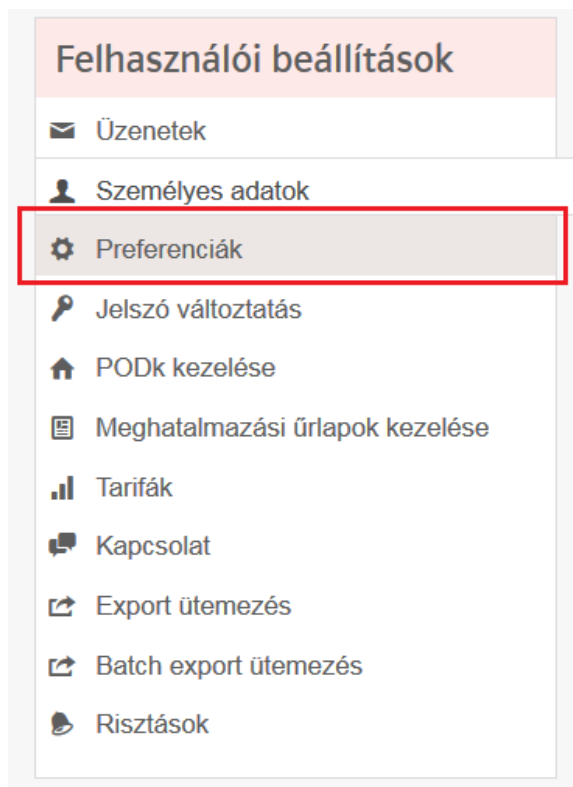 Felhasználói beállítások
Üzenetek
Személyes adatok
Preferenciák
Jelszó változtatás
PODk kezelése
Meghatalmazási űrlapok kezelése
Tarifák
Kapcsolat
Export ütemezés
Batch export ütemezés
Risztások